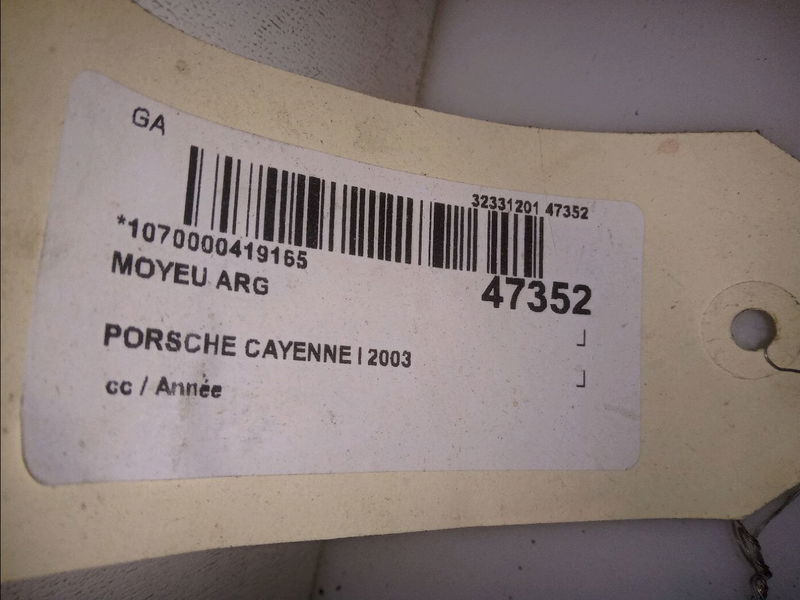 GA
32331201 47352
*1070000419165
MOYEU ARG
47352
PORSCHE CAYENNE I 2003
cc / Année